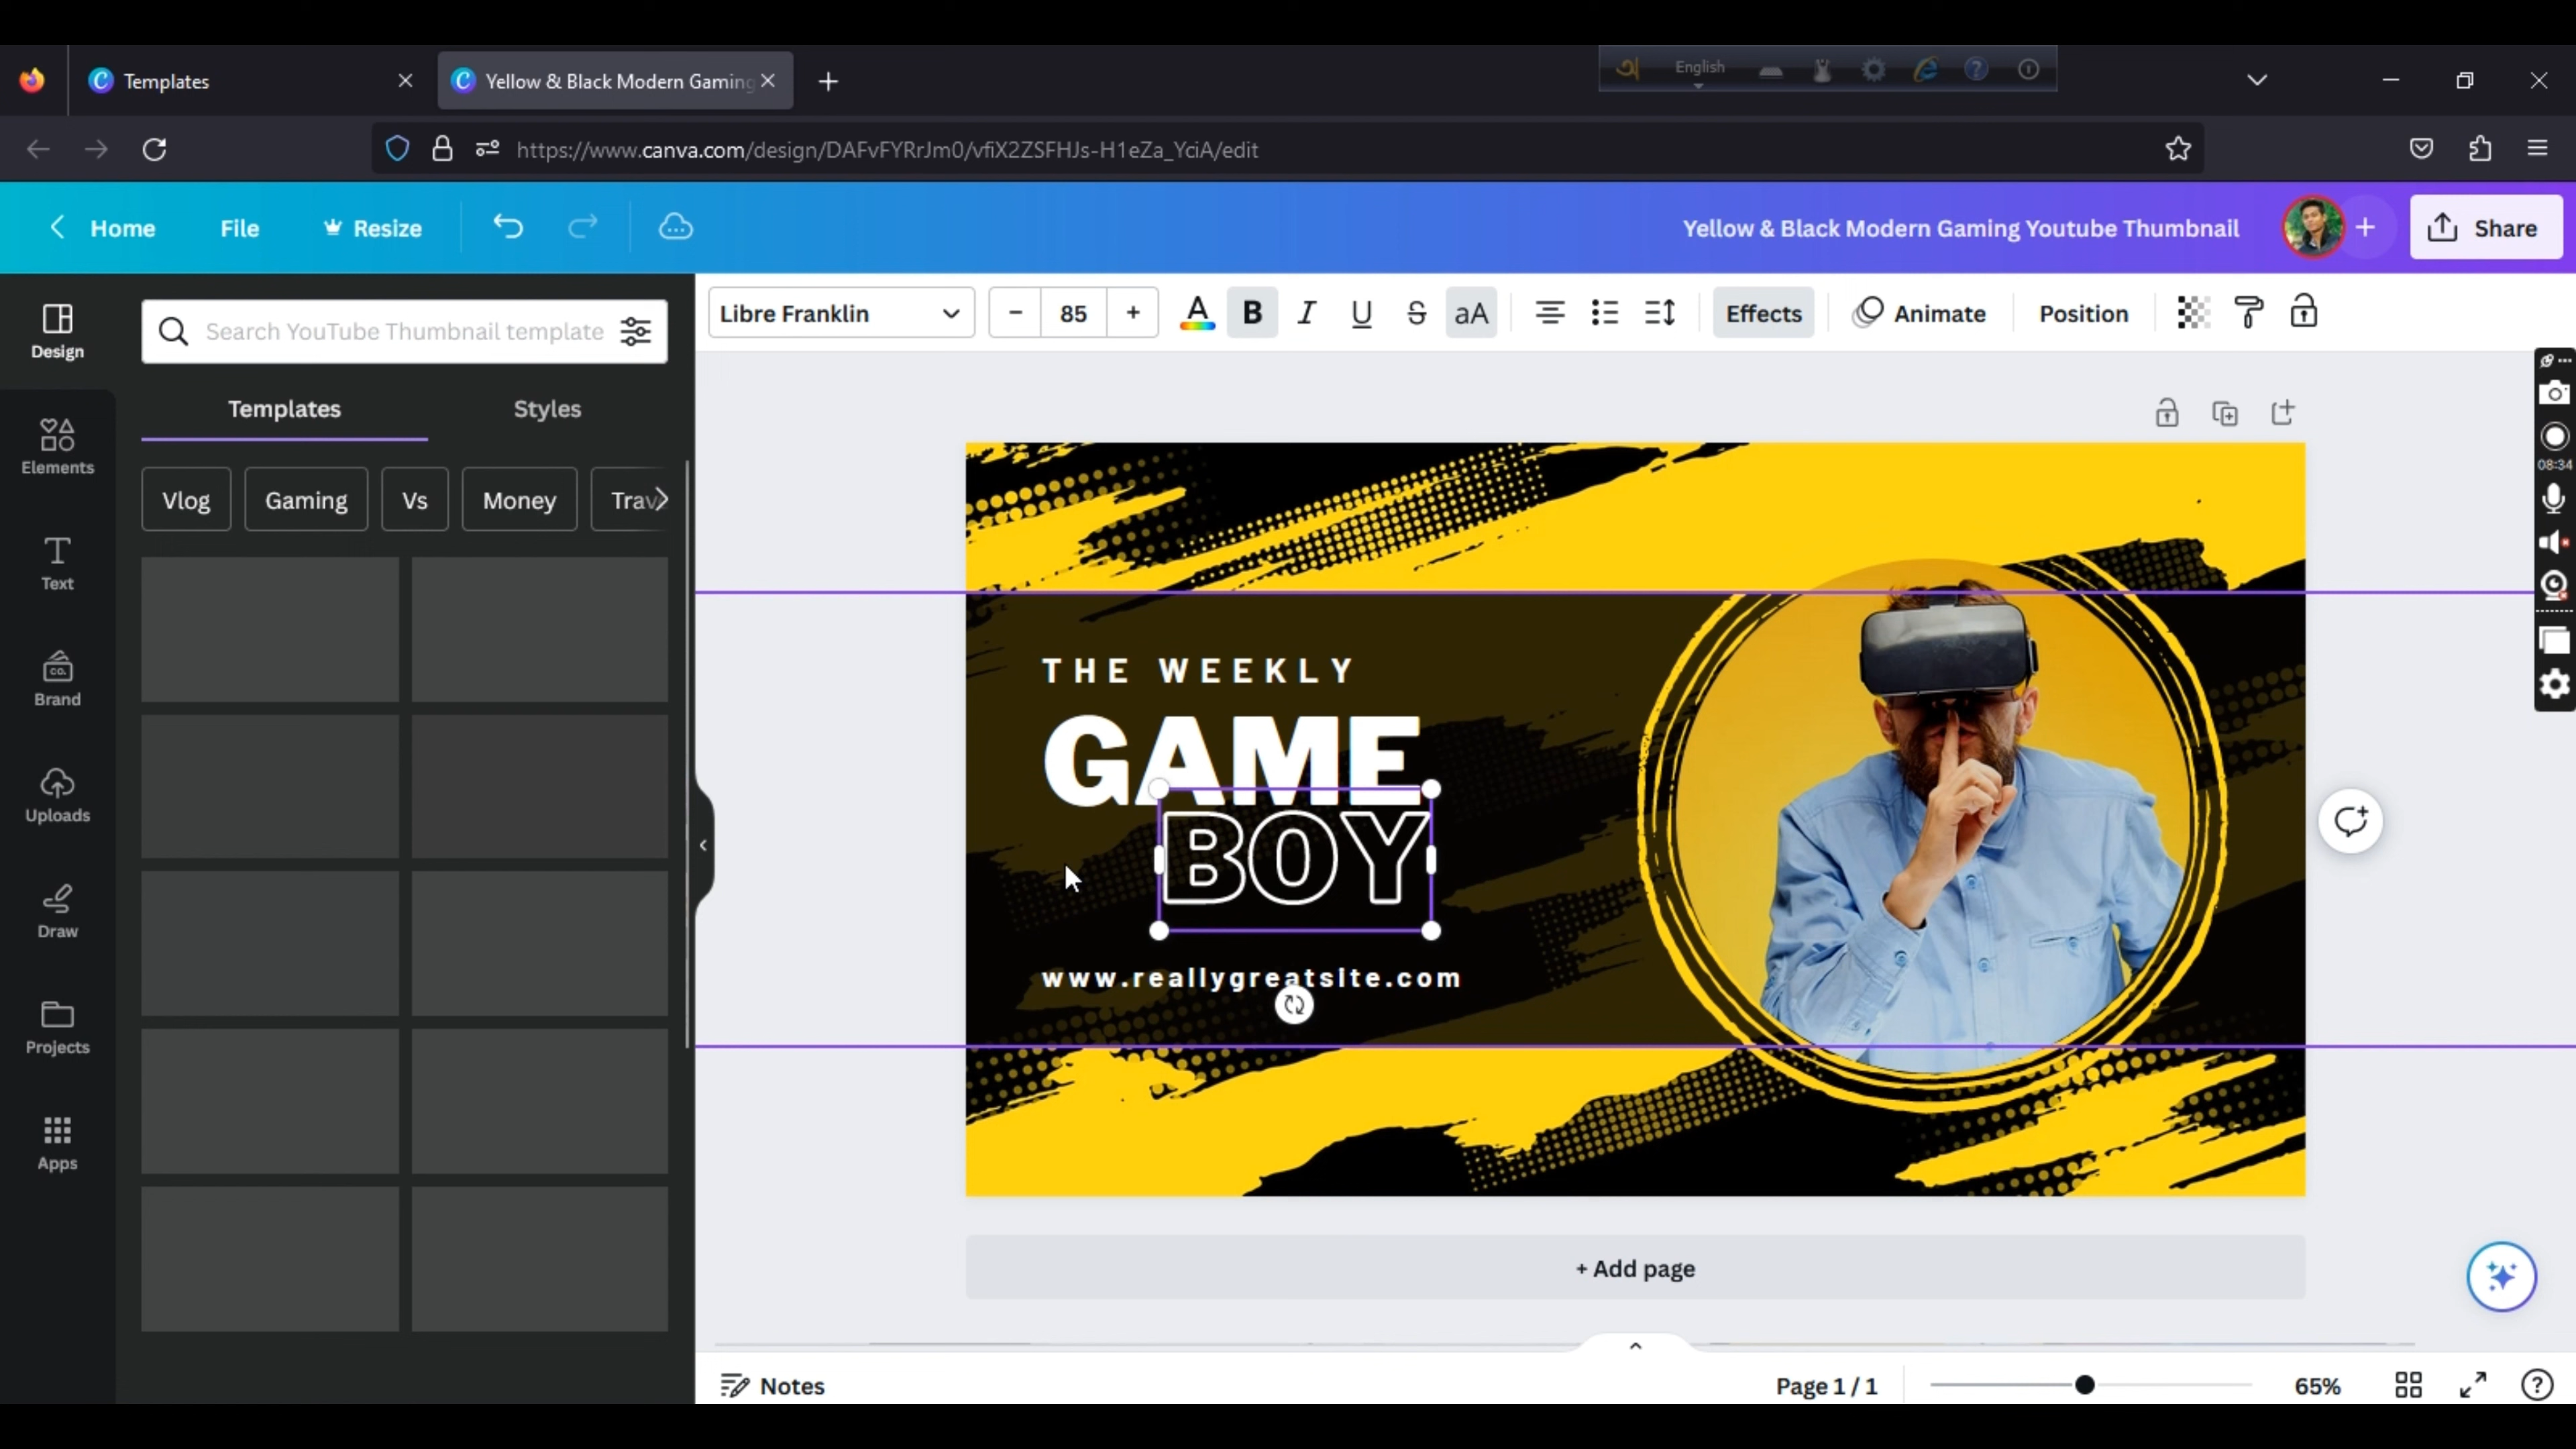 Templates
Yellow & Black Modern Gaming
English
https://www.canva.com/design/DAFvFYRrJm0/vfiX2ZSFHJs-H1eZa_YciA/edit
Home
File
Resize
Yellow & Black Modern Gaming Youtube Thumbnail
Share
Design
Elements
Text
CO.
Brand
Uploads
Draw
Projects
Apps
Search YouTube Thumbnail template
Templates
Styles
Vlog
Gaming
Vs
Money
Trav
Libre Franklin
85
A
B
I
U
S
aA
Effects
Animate
Position
08:34
THE WEEKLY
GAME
BOY
www.reallygreatsite.com
+ Add page
Notes
Page 1 / 1
65%